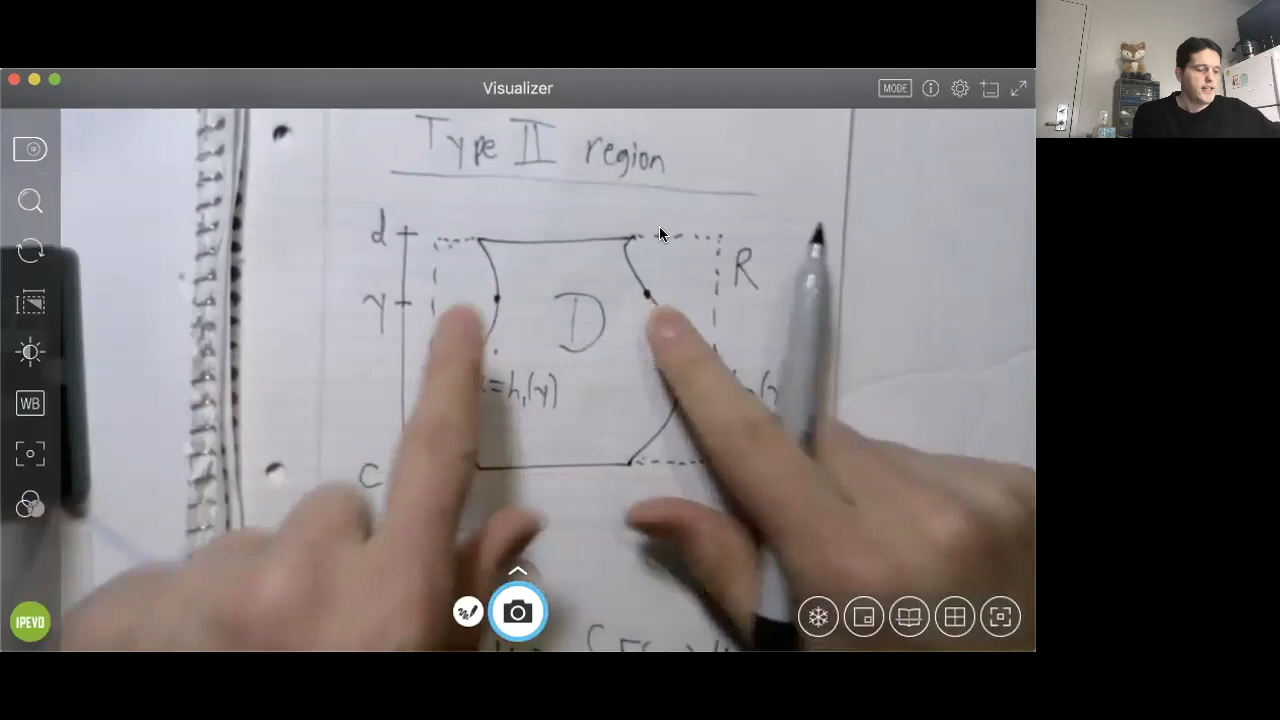 Visualizer
MODE
Type II region
d
R
y
D
x=h₁(y)
WB
C
IPEVO